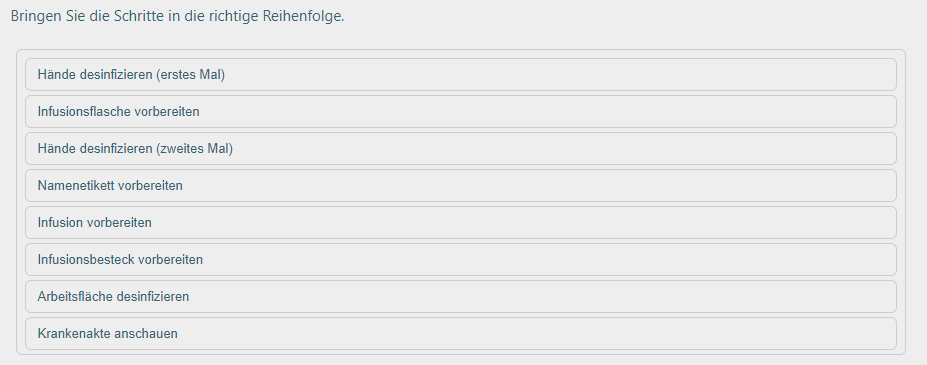 Bringen Sie die Schritte in die richtige Reihenfolge.
Hände desinfizieren (erstes Mal)
Infusionsflasche vorbereiten
Hände desinfizieren (zweites Mal)
Namenetikett vorbereiten
Infusion vorbereiten
Infusionsbesteck vorbereiten
Arbeitsfläche desinfizieren
Krankenakte anschauen